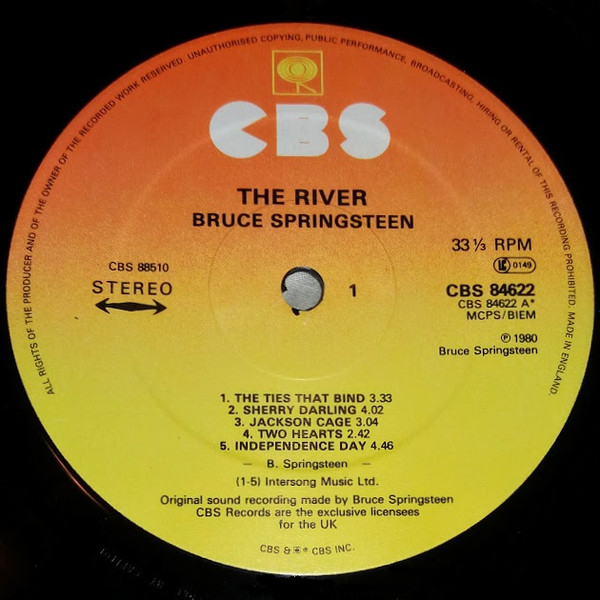 ALL RIGHTS OF THE PRODUCER AND OF THE OWNER OF THE RECORDED WORK RESERVED. UNAUTHORISED COPYING, PUBLIC PERFORMANCE, BROADCASTING, HIRING OR RENTAL OF THIS RECORDING PROHIBITED. MADE IN ENGLAND.
CBS
THE RIVER
BRUCE SPRINGSTEEN
33 1/3 RPM
CBS 88510
LC 0149
STEREO
1
CBS 84622
CBS 84622 A*
MCPS/BIEM
℗ 1980
Bruce Springsteen
1. THE TIES THAT BIND 3.33
2. SHERRY DARLING 4.02
3. JACKSON CAGE 3.04
4. TWO HEARTS 2.42
5. INDEPENDENCE DAY 4.46
– B. Springsteen –
(1-5) Intersong Music Ltd.
Original sound recording made by Bruce Springsteen
CBS Records are the exclusive licensees
for the UK
CBS & ® CBS INC.